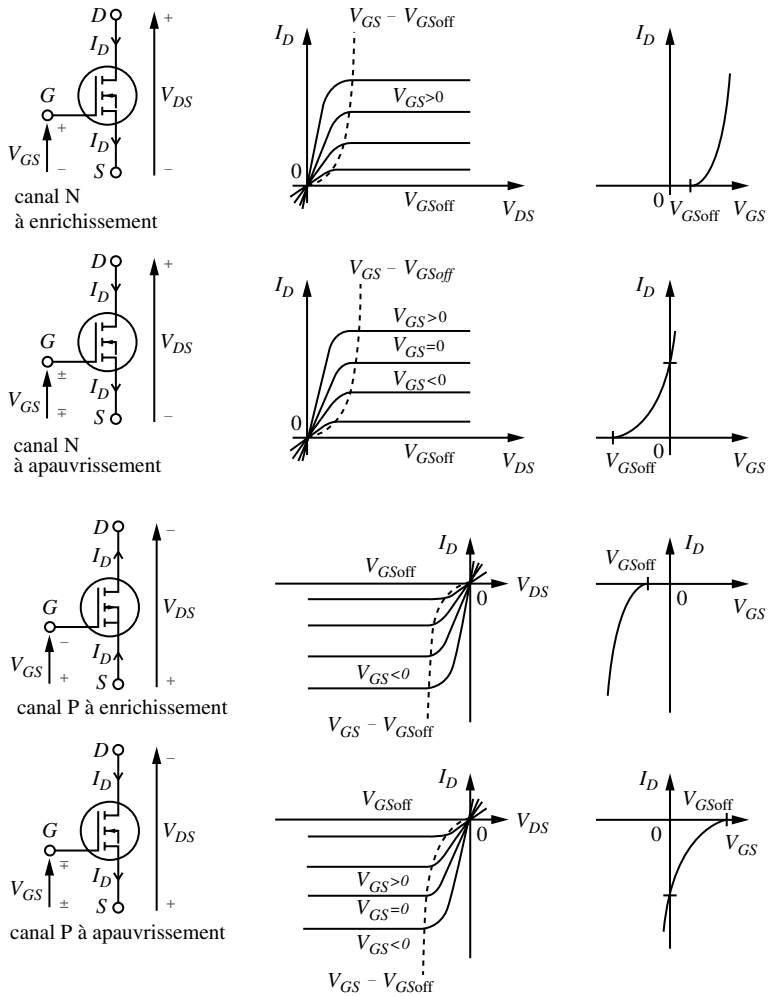 D
+
I_D
G
+
V_DS
V_GS
–
I_D
S
–
canal N
à enrichissement
I_D
V_GS – V_GSoff
V_GS>0
0
V_GSoff
V_DS
I_D
0
V_GSoff
V_GS
D
+
I_D
G
±
V_DS
V_GS
∓
I_D
S
–
canal N
à apauvrissement
I_D
V_GS – V_GSoff
V_GS>0
V_GS=0
V_GS<0
0
V_GSoff
V_DS
I_D
V_GSoff
0
V_GS
D
–
I_D
G
–
V_DS
V_GS
+
I_D
S
+
canal P à enrichissement
I_D
V_GSoff
V_DS
0
V_GS<0
V_GS – V_GSoff
V_GSoff
I_D
0
V_GS
D
–
I_D
G
∓
V_DS
V_GS
±
I_D
S
+
canal P à apauvrissement
I_D
V_GSoff
V_DS
0
V_GS>0
V_GS=0
V_GS<0
V_GS – V_GSoff
I_D
V_GSoff
0
V_GS